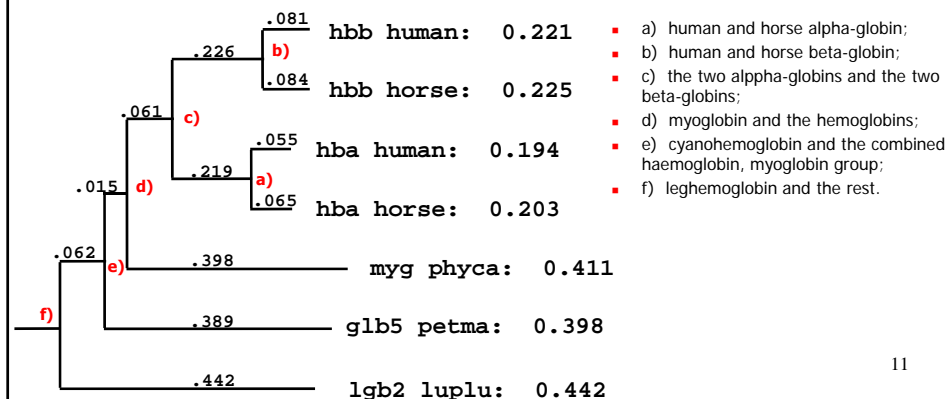 .081
hbb human: 0.221
.226
b)
.084
hbb horse: 0.225
.061
c)
.055
hba human: 0.194
.219
a)
.015
d)
.065
hba horse: 0.203
.062
e)
.398
myg phyca: 0.411
f)
.389
glb5 petma: 0.398
.442
lgb2 luplu: 0.442
a) human and horse alpha-globin;
b) human and horse beta-globin;
c) the two alppha-globins and the two
beta-globins;
d) myoglobin and the hemoglobins;
e) cyanohemoglobin and the combined
haemoglobin, myoglobin group;
f) leghemoglobin and the rest.
11